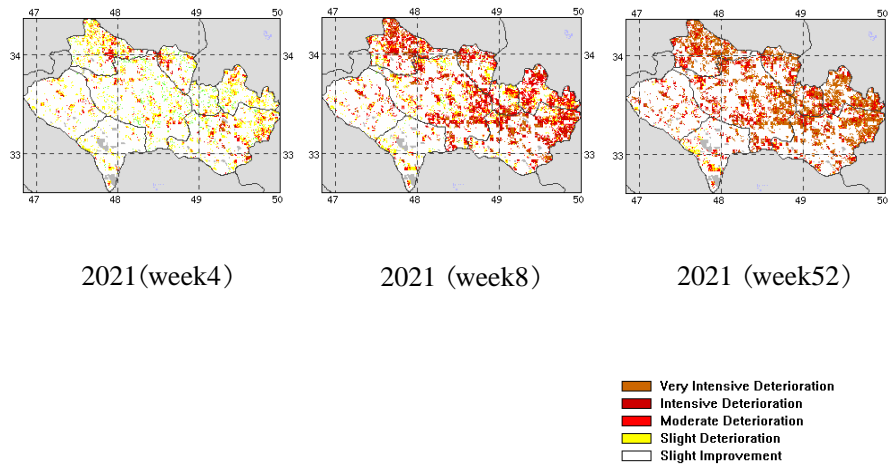 47 48 49 50 47 48 49 50 47 48 49 50
34 34 34 34
33 33 33 33
47 48 49 50 47 48 49 50 47 48 49 50
2021(week4) 2021 (week8) 2021 (week52)
Very Intensive Deterioration
Intensive Deterioration
Moderate Deterioration
Slight Deterioration
Slight Improvement